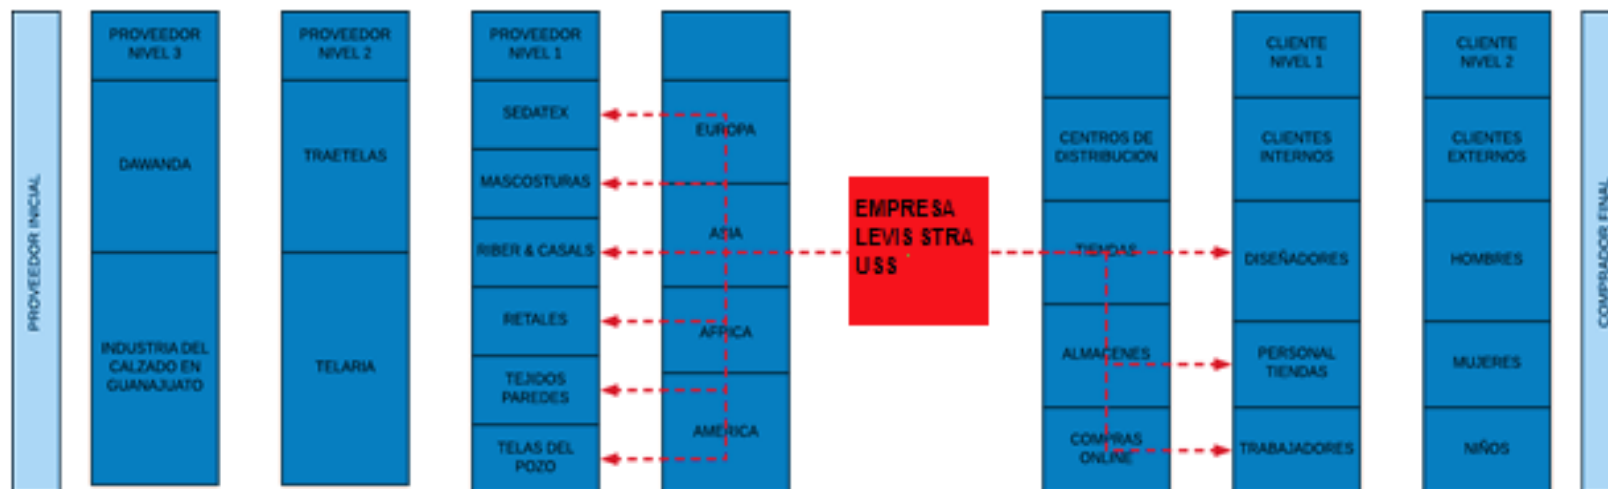 PROVEEDOR INICIAL
PROVEEDOR
NIVEL 3
DAWANDA
INDUSTRIA DEL
CALZADO EN
GUANAJUATO
PROVEEDOR
NIVEL 2
TRAETELAS
TELARIA
PROVEEDOR
NIVEL 1
SEDATEX
MASCOSTURAS
RIBER & CASALS
RETALES
TEJIDOS
PAREDES
TELAS DEL
POZO
EUROPA
ASIA
AFRICA
AMERICA
EMPRESA
LEVIS STRA
USS
CENTROS DE
DISTRIBUCION
TIENDAS
ALMACENES
COMPRAS
ONLINE
CLIENTE
NIVEL 1
CLIENTES
INTERNOS
DISEÑADORES
PERSONAL
TIENDAS
TRABAJADORES
CLIENTE
NIVEL 2
CLIENTES
EXTERNOS
HOMBRES
MUJERES
NIÑOS
COMPRADOR FINAL